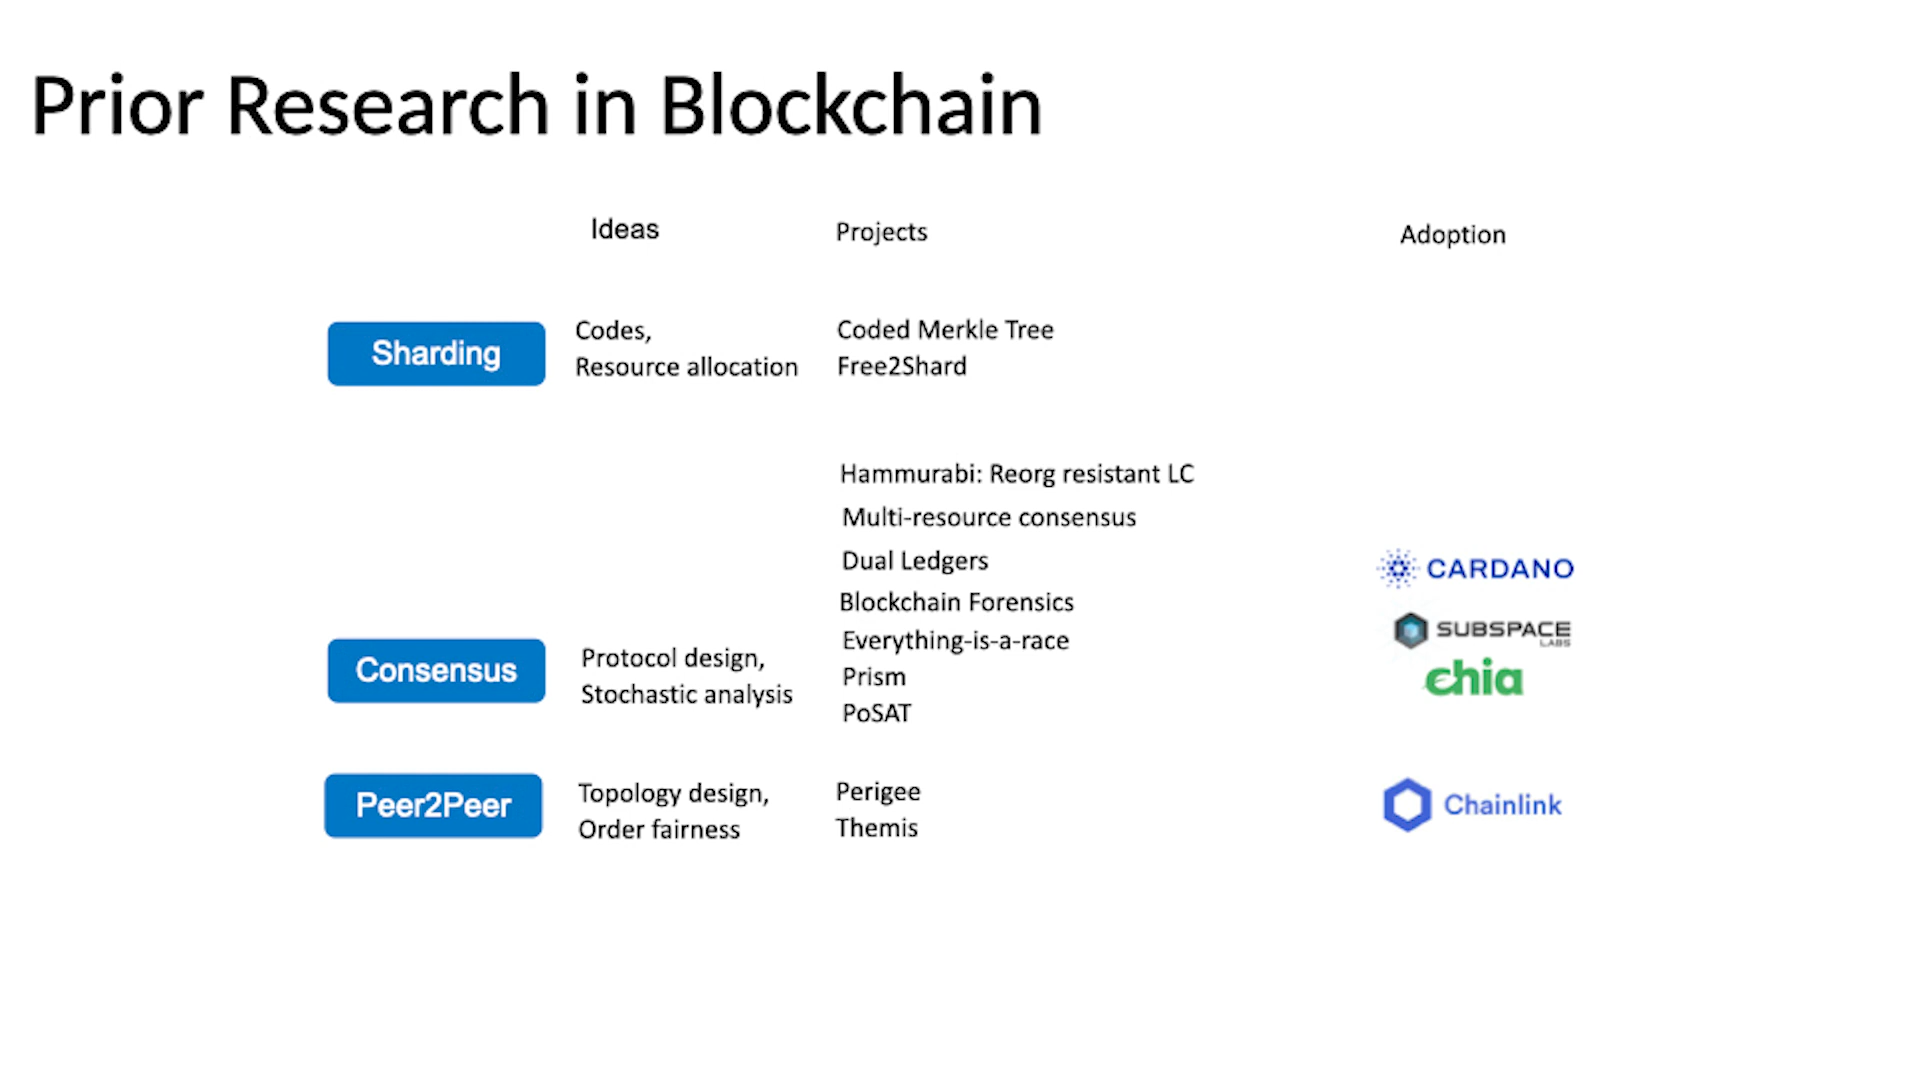 Prior Research in Blockchain
Ideas
Projects
Adoption
Sharding
Codes,
Resource allocation
Coded Merkle Tree
Free2Shard
Consensus
Protocol design,
Stochastic analysis
Hammurabi: Reorg resistant LC
Multi-resource consensus
Dual Ledgers
Blockchain Forensics
Everything-is-a-race
Prism
PoSAT
CARDANO
SUBSPACE
LABS
chia
Peer2Peer
Topology design,
Order fairness
Perigee
Themis
Chainlink